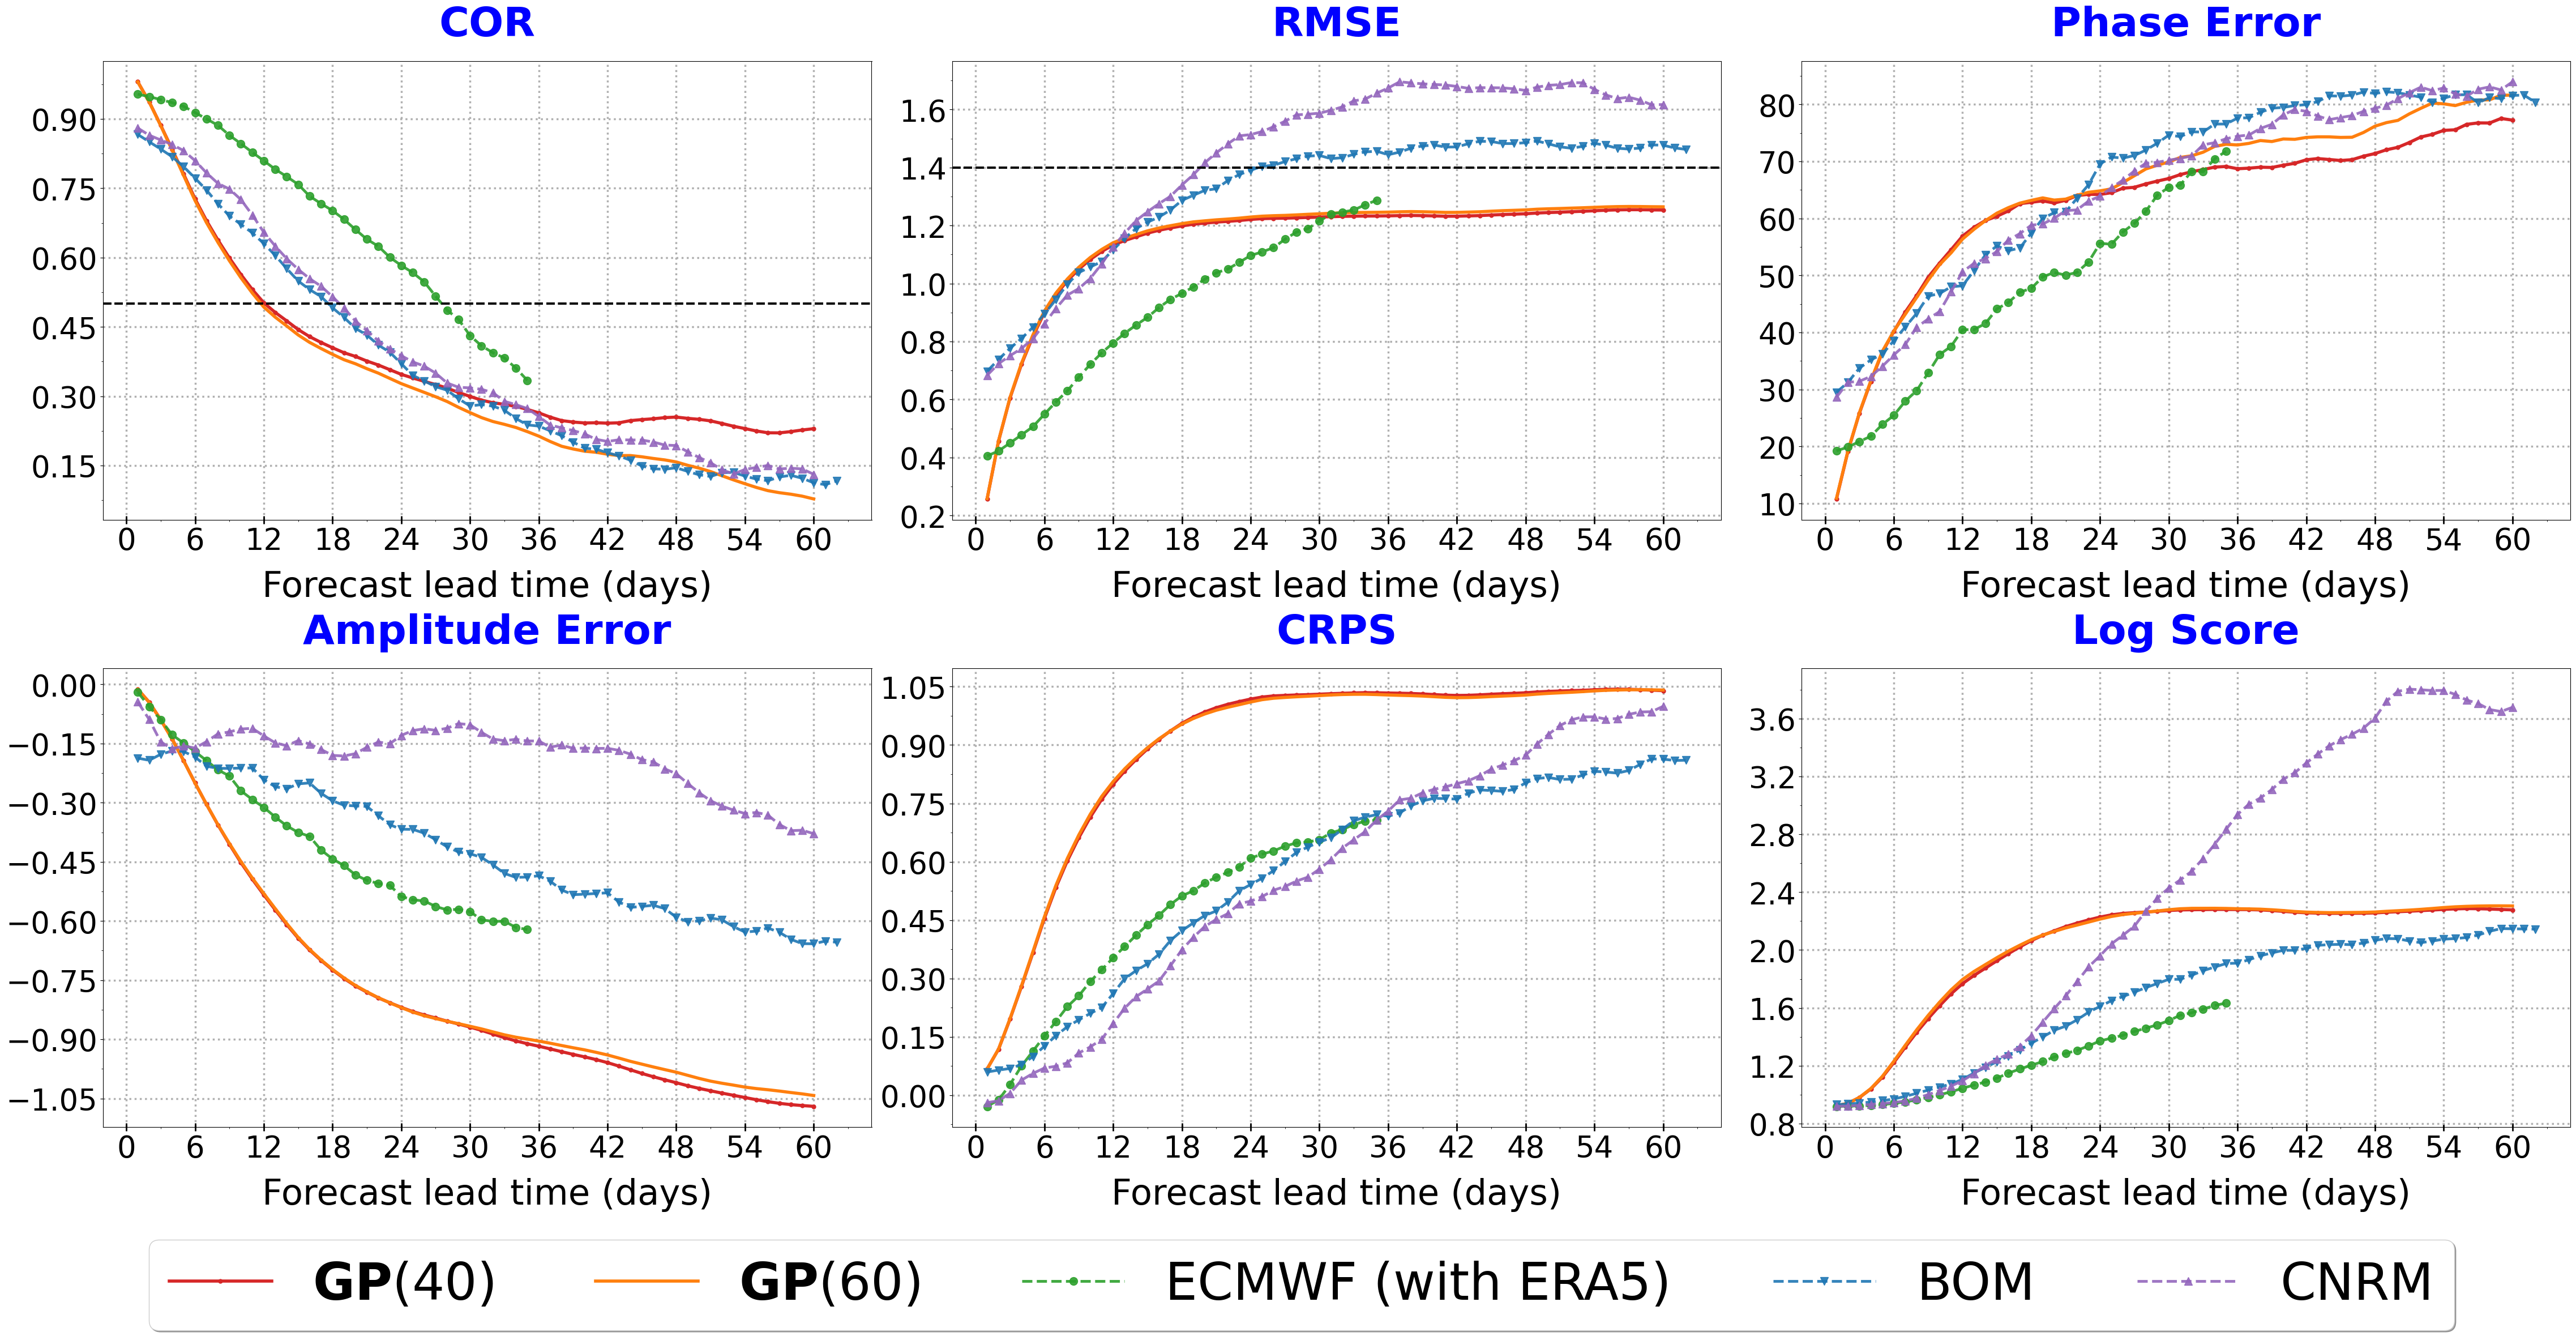 COR
RMSE
Phase Error
0.90
0.75
0.60
0.45
0.30
0.15
0 6 12 18 24 30 36 42 48 54 60
Forecast lead time (days)
1.6
1.4
1.2
1.0
0.8
0.6
0.4
0.2
0 6 12 18 24 30 36 42 48 54 60
Forecast lead time (days)
80
70
60
50
40
30
20
10
0 6 12 18 24 30 36 42 48 54 60
Forecast lead time (days)
Amplitude Error
CRPS
Log Score
0.00
−0.15
−0.30
−0.45
−0.60
−0.75
−0.90
−1.05
0 6 12 18 24 30 36 42 48 54 60
Forecast lead time (days)
1.05
0.90
0.75
0.60
0.45
0.30
0.15
0.00
0 6 12 18 24 30 36 42 48 54 60
Forecast lead time (days)
3.6
3.2
2.8
2.4
2.0
1.6
1.2
0.8
0 6 12 18 24 30 36 42 48 54 60
Forecast lead time (days)
GP(40) GP(60) ECMWF (with ERA5) BOM CNRM